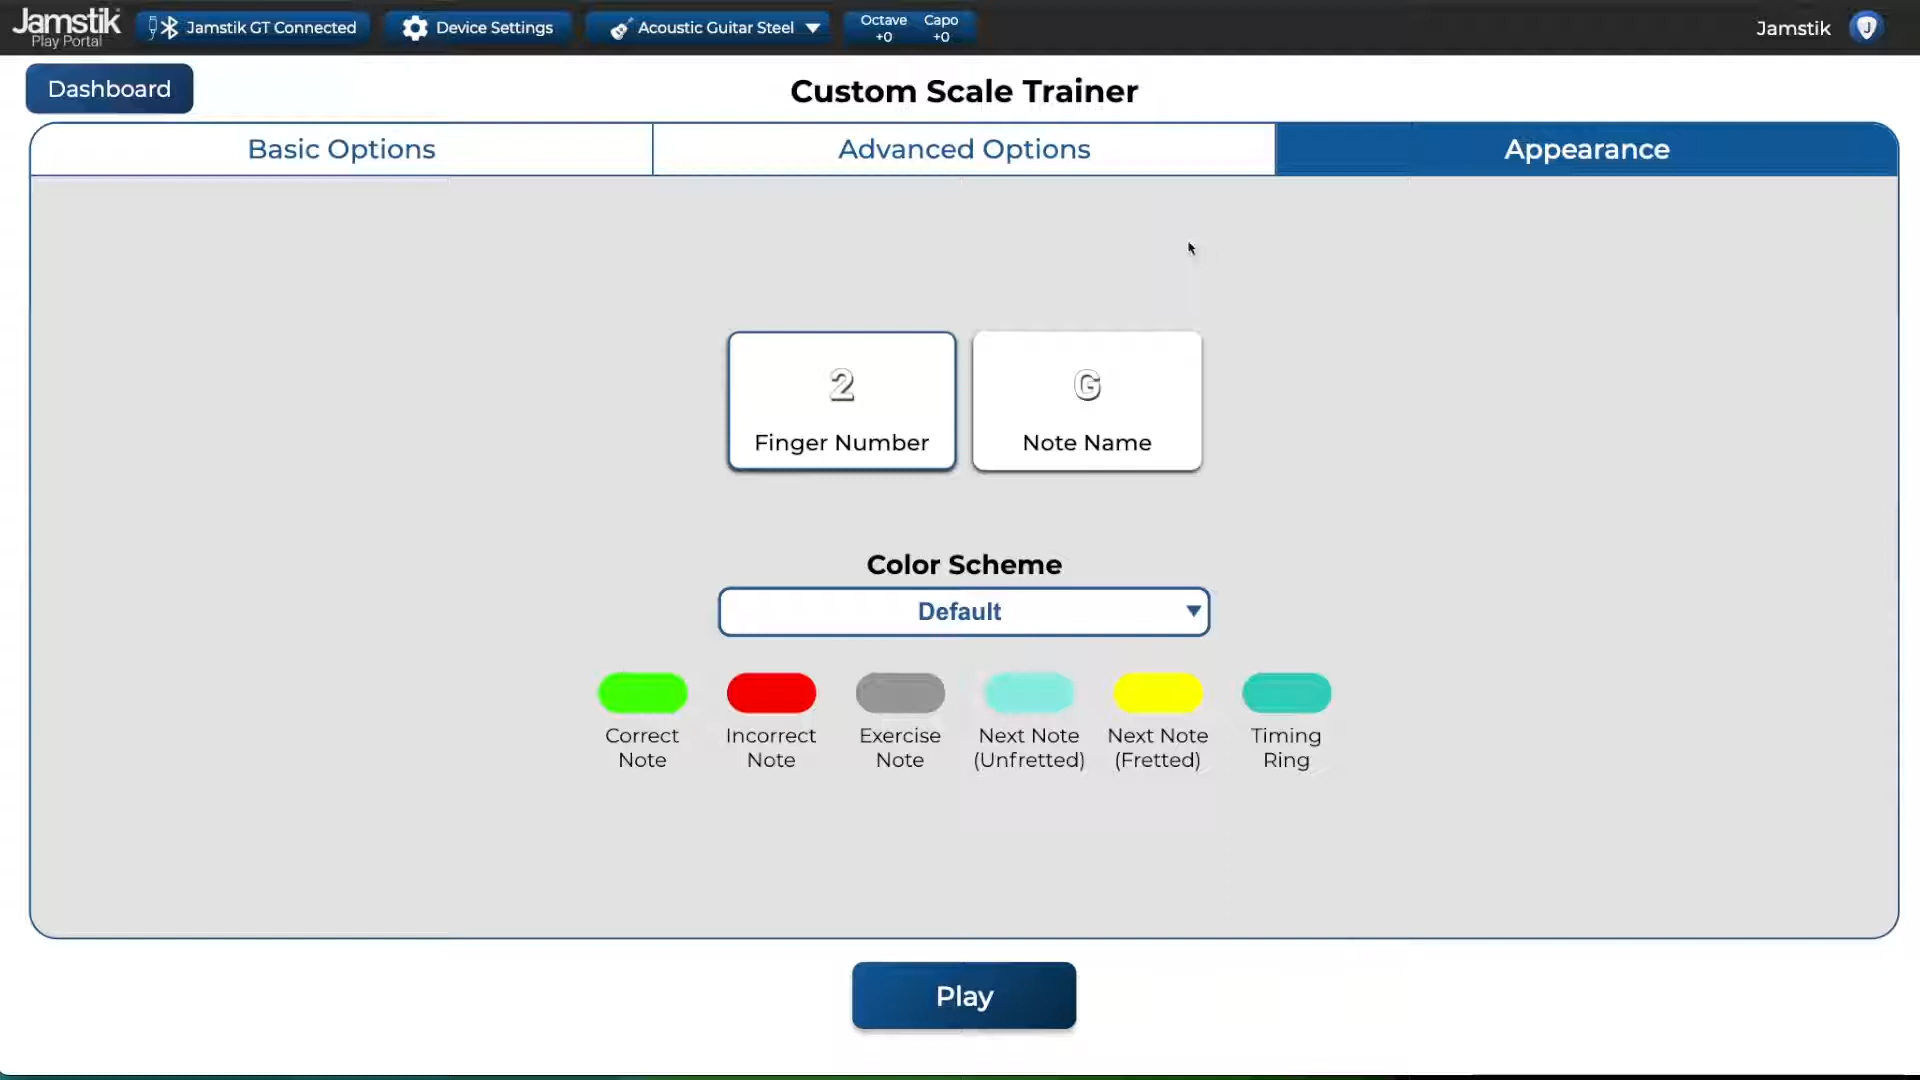 Jamstik
Play Portal
Jamstik GT Connected
Device Settings
Acoustic Guitar Steel
Octave
+0
Capo
+0
Jamstik
J
Dashboard
Custom Scale Trainer
Basic Options
Advanced Options
Appearance
2
Finger Number
G
Note Name
Color Scheme
Default
Correct
Note
Incorrect
Note
Exercise
Note
Next Note
(Unfretted)
Next Note
(Fretted)
Timing
Ring
Play